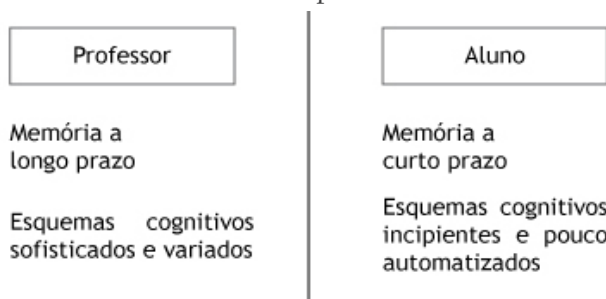 Professor
Memória a
longo prazo
Esquemas cognitivos
sofisticados e variados
Aluno
Memória a
curto prazo
Esquemas cognitivos
incipientes e pouco
automatizados